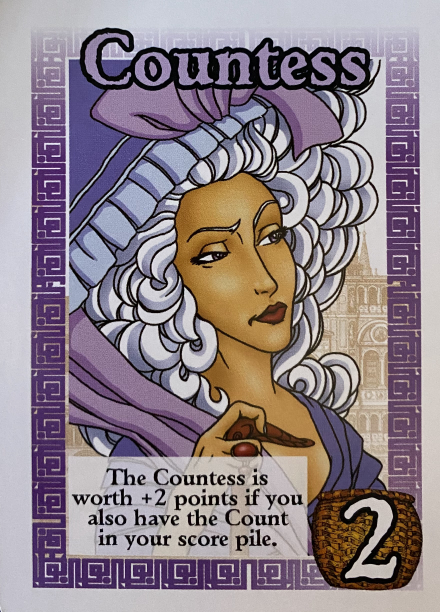 Countess
The Countess is
worth +2 points if you
also have the Count
in your score pile.
2